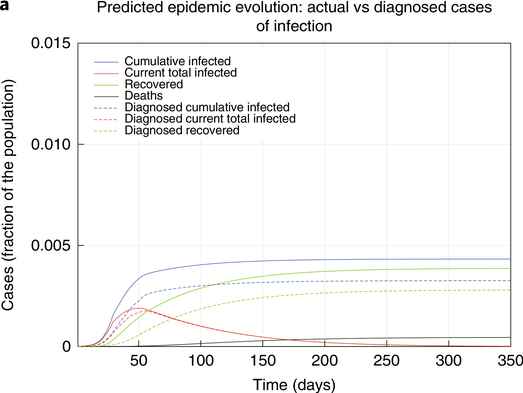 a
Predicted epidemic evolution: actual vs diagnosed cases
of infection
Cases (fraction of the population)
0.015
0.010
0.005
0
Cumulative infected
Current total infected
Recovered
Deaths
Diagnosed cumulative infected
Diagnosed current total infected
Diagnosed recovered
50
100
150
200
250
300
350
Time (days)